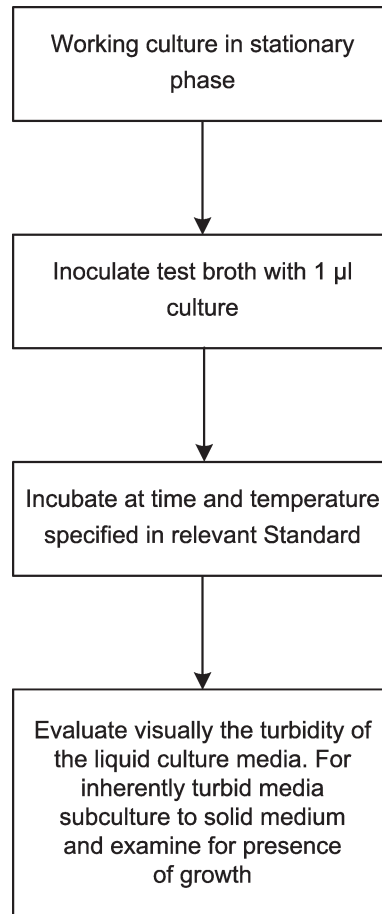 Working culture in stationary
phase
Inoculate test broth with 1 µl
culture
Incubate at time and temperature
specified in relevant Standard
Evaluate visually the turbidity of
the liquid culture media. For
inherently turbid media
subculture to solid medium
and examine for presence
of growth